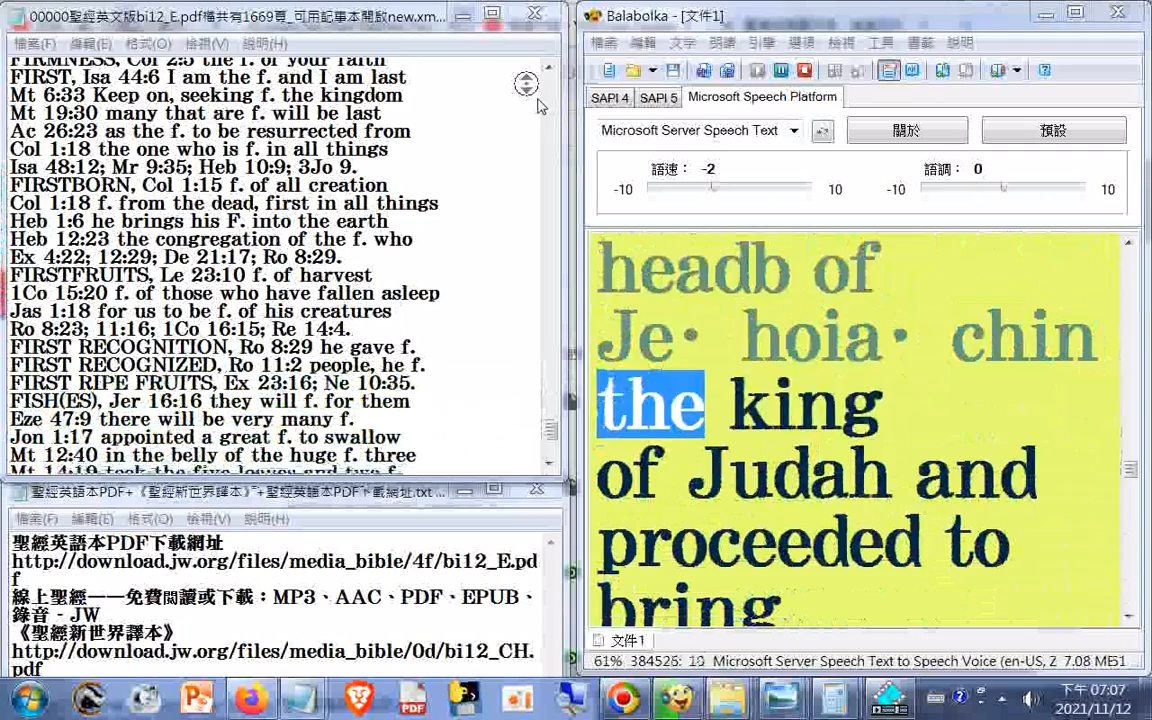 00000聖經英文版bi12_E.pdf檔共有1669頁_可用記事本開啟new.xm...
檔案(F) 編輯(E) 格式(O) 檢視(V) 說明(H)
FIRMNESS, Col 2:5 the f. of your faith
FIRST, Isa 44:6 I am the f. and I am last
Mt 6:33 Keep on, seeking f. the kingdom
Mt 19:30 many that are f. will be last
Ac 26:23 as the f. to be resurrected from
Col 1:18 the one who is f. in all things
Isa 48:12; Mr 9:35; Heb 10:9; 3Jo 9.
FIRSTBORN, Col 1:15 f. of all creation
Col 1:18 f. from the dead, first in all things
Heb 1:6 he brings his F. into the earth
Heb 12:23 the congregation of the f. who
Ex 4:22; 12:29; De 21:17; Ro 8:29.
FIRSTFRUITS, Le 23:10 f. of harvest
1Co 15:20 f. of those who have fallen asleep
Jas 1:18 for us to be f. of his creatures
Ro 8:23; 11:16; 1Co 16:15; Re 14:4.
FIRST RECOGNITION, Ro 8:29 he gave f.
FIRST RECOGNIZED, Ro 11:2 people, he f.
FIRST RIPE FRUITS, Ex 23:16; Ne 10:35.
FISH(ES), Jer 16:16 they will f. for them
Eze 47:9 there will be very many f.
Jon 1:17 appointed a great f. to swallow
Mt 12:40 in the belly of the huge f. three
Mt 14:19 took the five loaves and two f.
聖經英語本PDF+《聖經新世界譯本》+聖經英語本PDF下載網址.txt ...
檔案(F) 編輯(E) 格式(O) 檢視(V) 說明(H)
聖經英語本PDF下載網址
http://download.jw.org/files/media_bible/4f/bi12_E.pd
f
線上聖經——免費閱讀或下載：MP3、AAC、PDF、EPUB、
錄音 - JW
《聖經新世界譯本》
http://download.jw.org/files/media_bible/0d/bi12_CH.
pdf
Balabolka - [文件1]
檔案 編輯 文字 朗讀 引擎 選項 檢視 工具 書籤 說明
SAPI 4 SAPI 5 Microsoft Speech Platform
Microsoft Server Speech Text 關於 預設
語速： -2 語調： 0
-10 10 -10 10
headb of
Je· hoia· chin
the king
of Judah and
proceeded to
bring
文件1
61% 384526: 10 Microsoft Server Speech Text to Speech Voice (en-US, Z 7.08 ME51
PDF
下午 07:07
2021/11/12